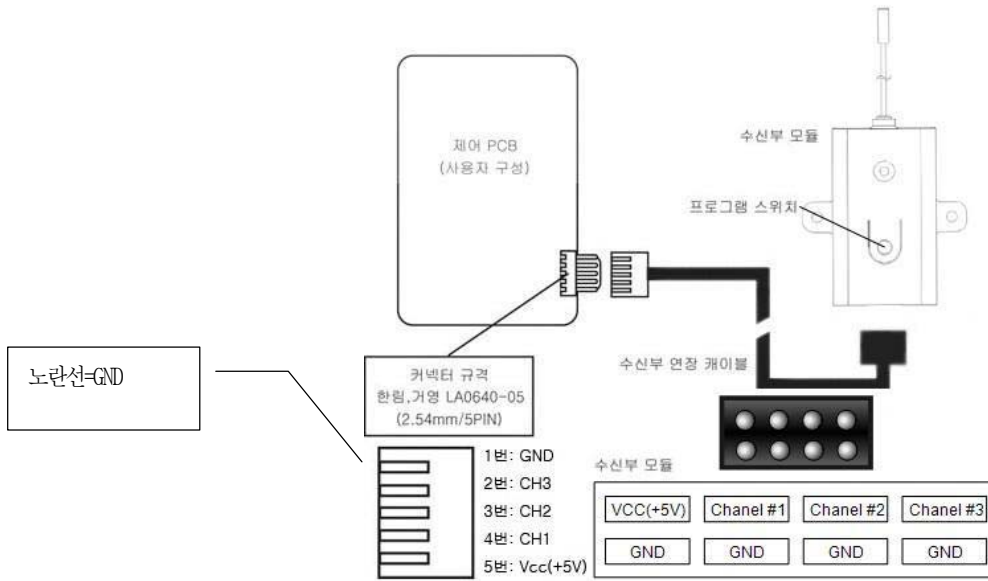 제어 PCB
(사용자 구성)
수신부 모듈
프로그램 스위치
노란선=GND
커넥터 규격
한림,거영 LA0640-05
(2.54mm/5PIN)
수신부 연장 캐이블
1번: GND
2번: CH3
3번: CH2
4번: CH1
5번: Vcc(+5V)
수신부 모듈
VCC(+5V) Chanel #1 Chanel #2 Chanel #3
GND GND GND GND